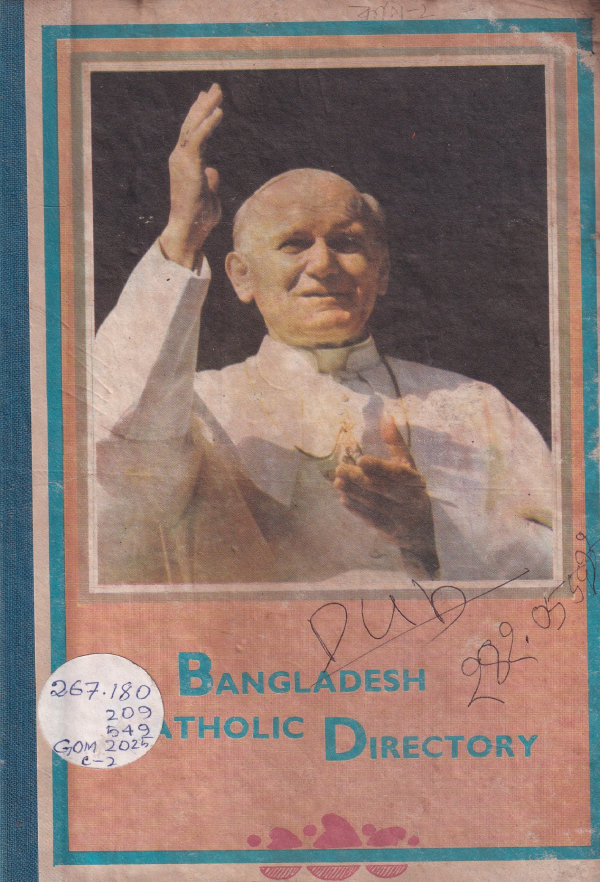 Pub
BANGLADESH
ATHOLIC DIRECTORY
267.180
209
549
GOM 2025
C-2